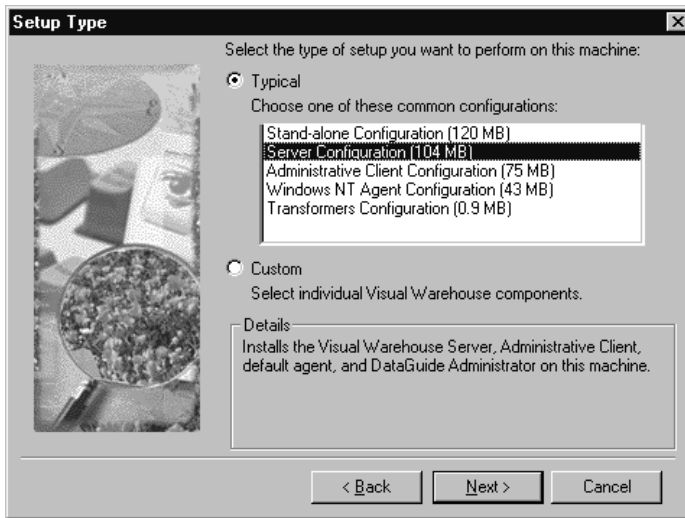 Setup Type
Select the type of setup you want to perform on this machine:
Typical
Choose one of these common configurations:
Stand-alone Configuration (120 MB)
Server Configuration (104 MB)
Administrative Client Configuration (75 MB)
Windows NT Agent Configuration (43 MB)
Transformers Configuration (0.9 MB)
Custom
Select individual Visual Warehouse components.
Details
Installs the Visual Warehouse Server, Administrative Client,
default agent, and DataGuide Administrator on this machine.
< Back
Next >
Cancel